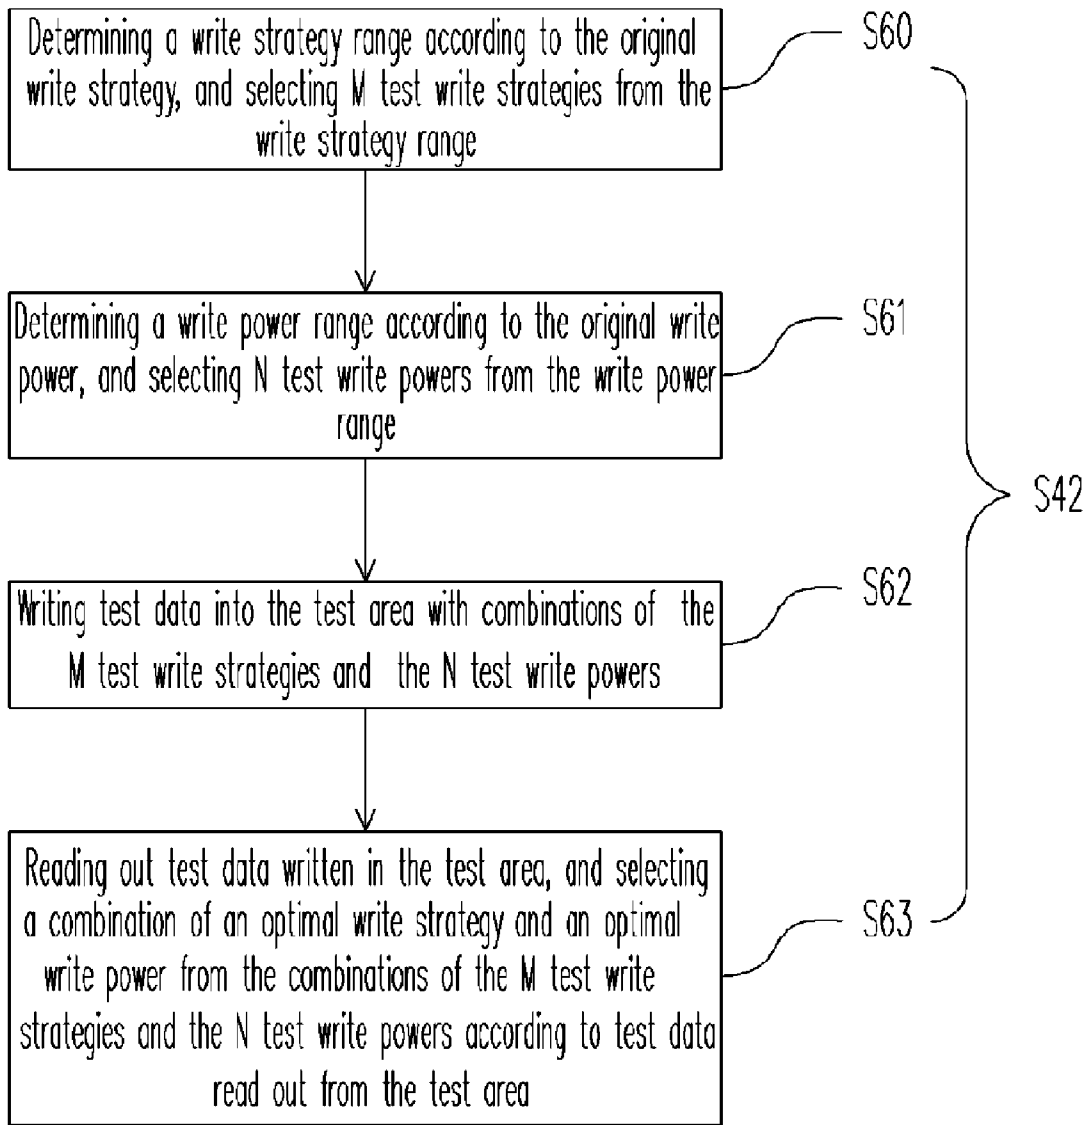 Determining a write strategy range according to the original
write strategy, and selecting M test write strategies from the
write strategy range
S60
Determining a write power range according to the original write
power, and selecting N test write powers from the write power
range
S61
S42
Writing test data into the test area with combinations of the
M test write strategies and the N test write powers
S62
Reading out test data written in the test area, and selecting
a combination of an optimal write strategy and an optimal
write power from the combinations of the M test write
strategies and the N test write powers according to test data
read out from the test area
S63